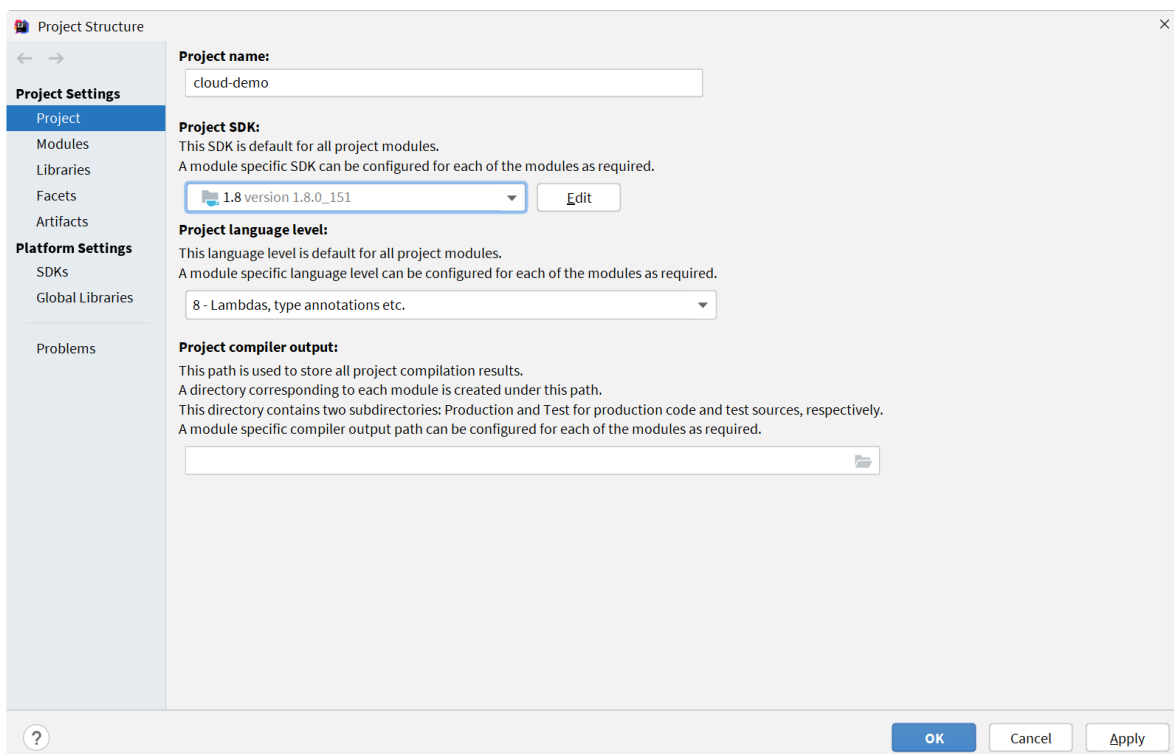 Project Structure
Project Settings
Project
Modules
Libraries
Facets
Artifacts
Platform Settings
SDKs
Global Libraries
Problems
Project name:
cloud-demo
Project SDK:
This SDK is default for all project modules.
A module specific SDK can be configured for each of the modules as required.
1.8 version 1.8.0_151
Edit
Project language level:
This language level is default for all project modules.
A module specific language level can be configured for each of the modules as required.
8 - Lambdas, type annotations etc.
Project compiler output:
This path is used to store all project compilation results.
A directory corresponding to each module is created under this path.
This directory contains two subdirectories: Production and Test for production code and test sources, respectively.
A module specific compiler output path can be configured for each of the modules as required.
?
OK
Cancel
Apply